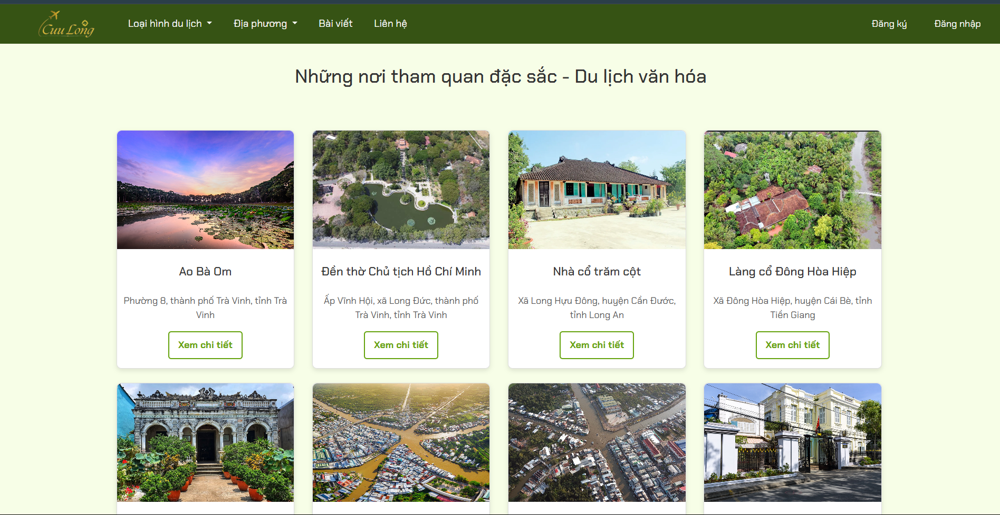 Cuu Long
Loại hình du lịch
Địa phương
Bài viết
Liên hệ
Đăng ký
Đăng nhập
Những nơi tham quan đặc sắc - Du lịch văn hóa
Ao Bà Om
Phường 8, thành phố Trà Vinh, tỉnh Trà
Vinh
Xem chi tiết
Đền thờ Chủ tịch Hồ Chí Minh
Ấp Vĩnh Hội, xã Long Đức, thành phố
Trà Vinh, tỉnh Trà Vinh
Xem chi tiết
Nhà cổ trăm cột
Xã Long Hựu Đông, huyện Cần Đước,
tỉnh Long An
Xem chi tiết
Làng cổ Đông Hòa Hiệp
Xã Đông Hòa Hiệp, huyện Cái Bè, tỉnh
Tiền Giang
Xem chi tiết